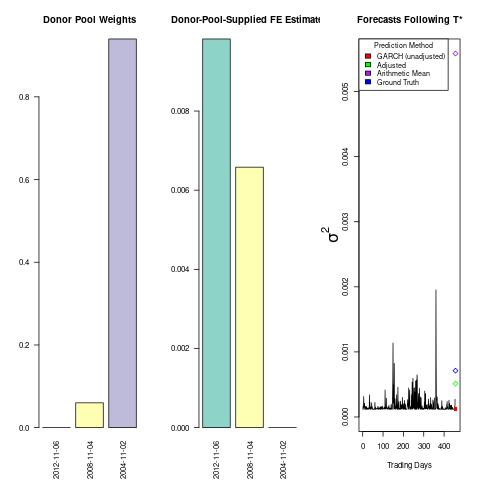 Donor Pool Weights
0.0
0.2
0.4
0.6
0.8
2012-11-06
2008-11-04
2004-11-02
Donor-Pool-Supplied FE Estimate
0.000
0.002
0.004
0.006
0.008
2012-11-06
2008-11-04
2004-11-02
Forecasts Following T*
σ2
0.000
0.001
0.002
0.003
0.004
0.005
Prediction Method
GARCH (unadjusted)
Adjusted
Arithmetic Mean
Ground Truth
0 100 200 300 400
Trading Days